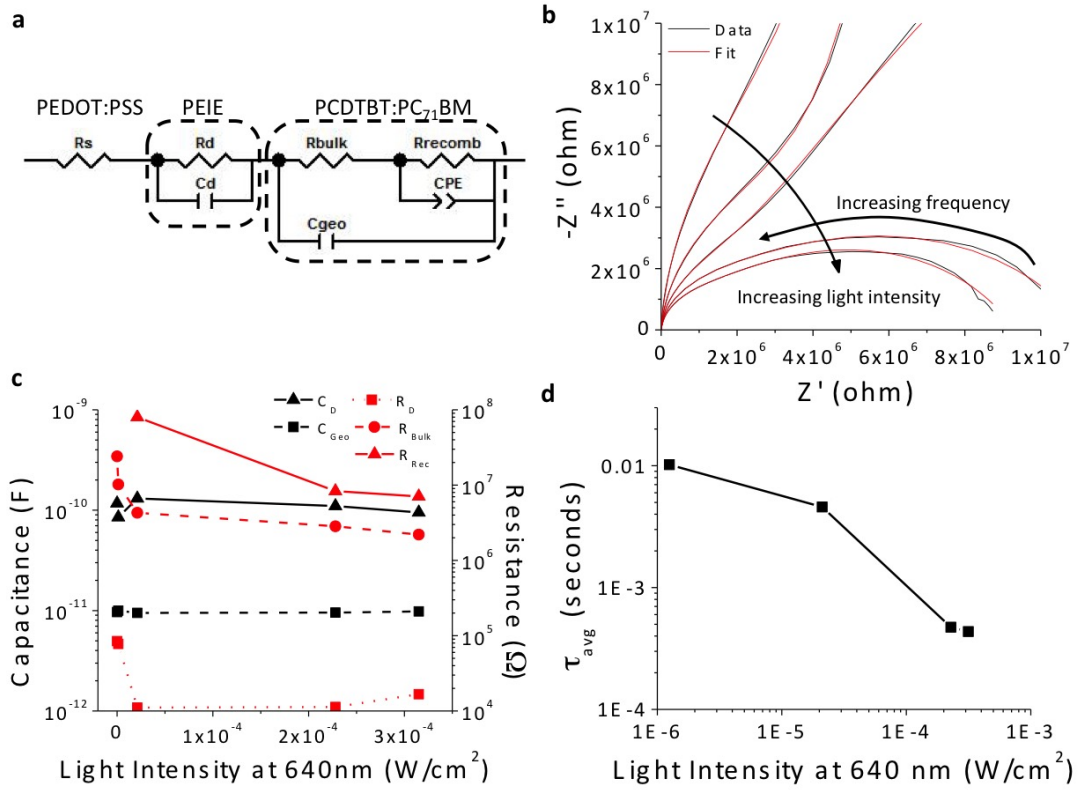 a
PEDOT:PSS PEIE PCDTBT:PC71BM
Rs Rd Rbulk Rrecomb
Cd CPE
Cgeo
b
1x10^7
8x10^6
6x10^6
4x10^6
2x10^6
0
-Z'' (ohm)
Data
Fit
Increasing frequency
Increasing light intensity
0 2x10^6 4x10^6 6x10^6 8x10^6 1x10^7
Z' (ohm)
c
10^-9
10^-10
10^-11
10^-12
Capacitance (F)
C_D R_D
C_Geo R_Bulk
R_Rec
10^8
10^7
10^6
10^5
10^4
Resistance (Ω)
0 1x10^-4 2x10^-4 3x10^-4
Light Intensity at 640nm (W/cm^2)
d
0.01
1E-3
1E-4
τ_avg (seconds)
1E-6 1E-5 1E-4 1E-3
Light Intensity at 640 nm (W/cm^2)